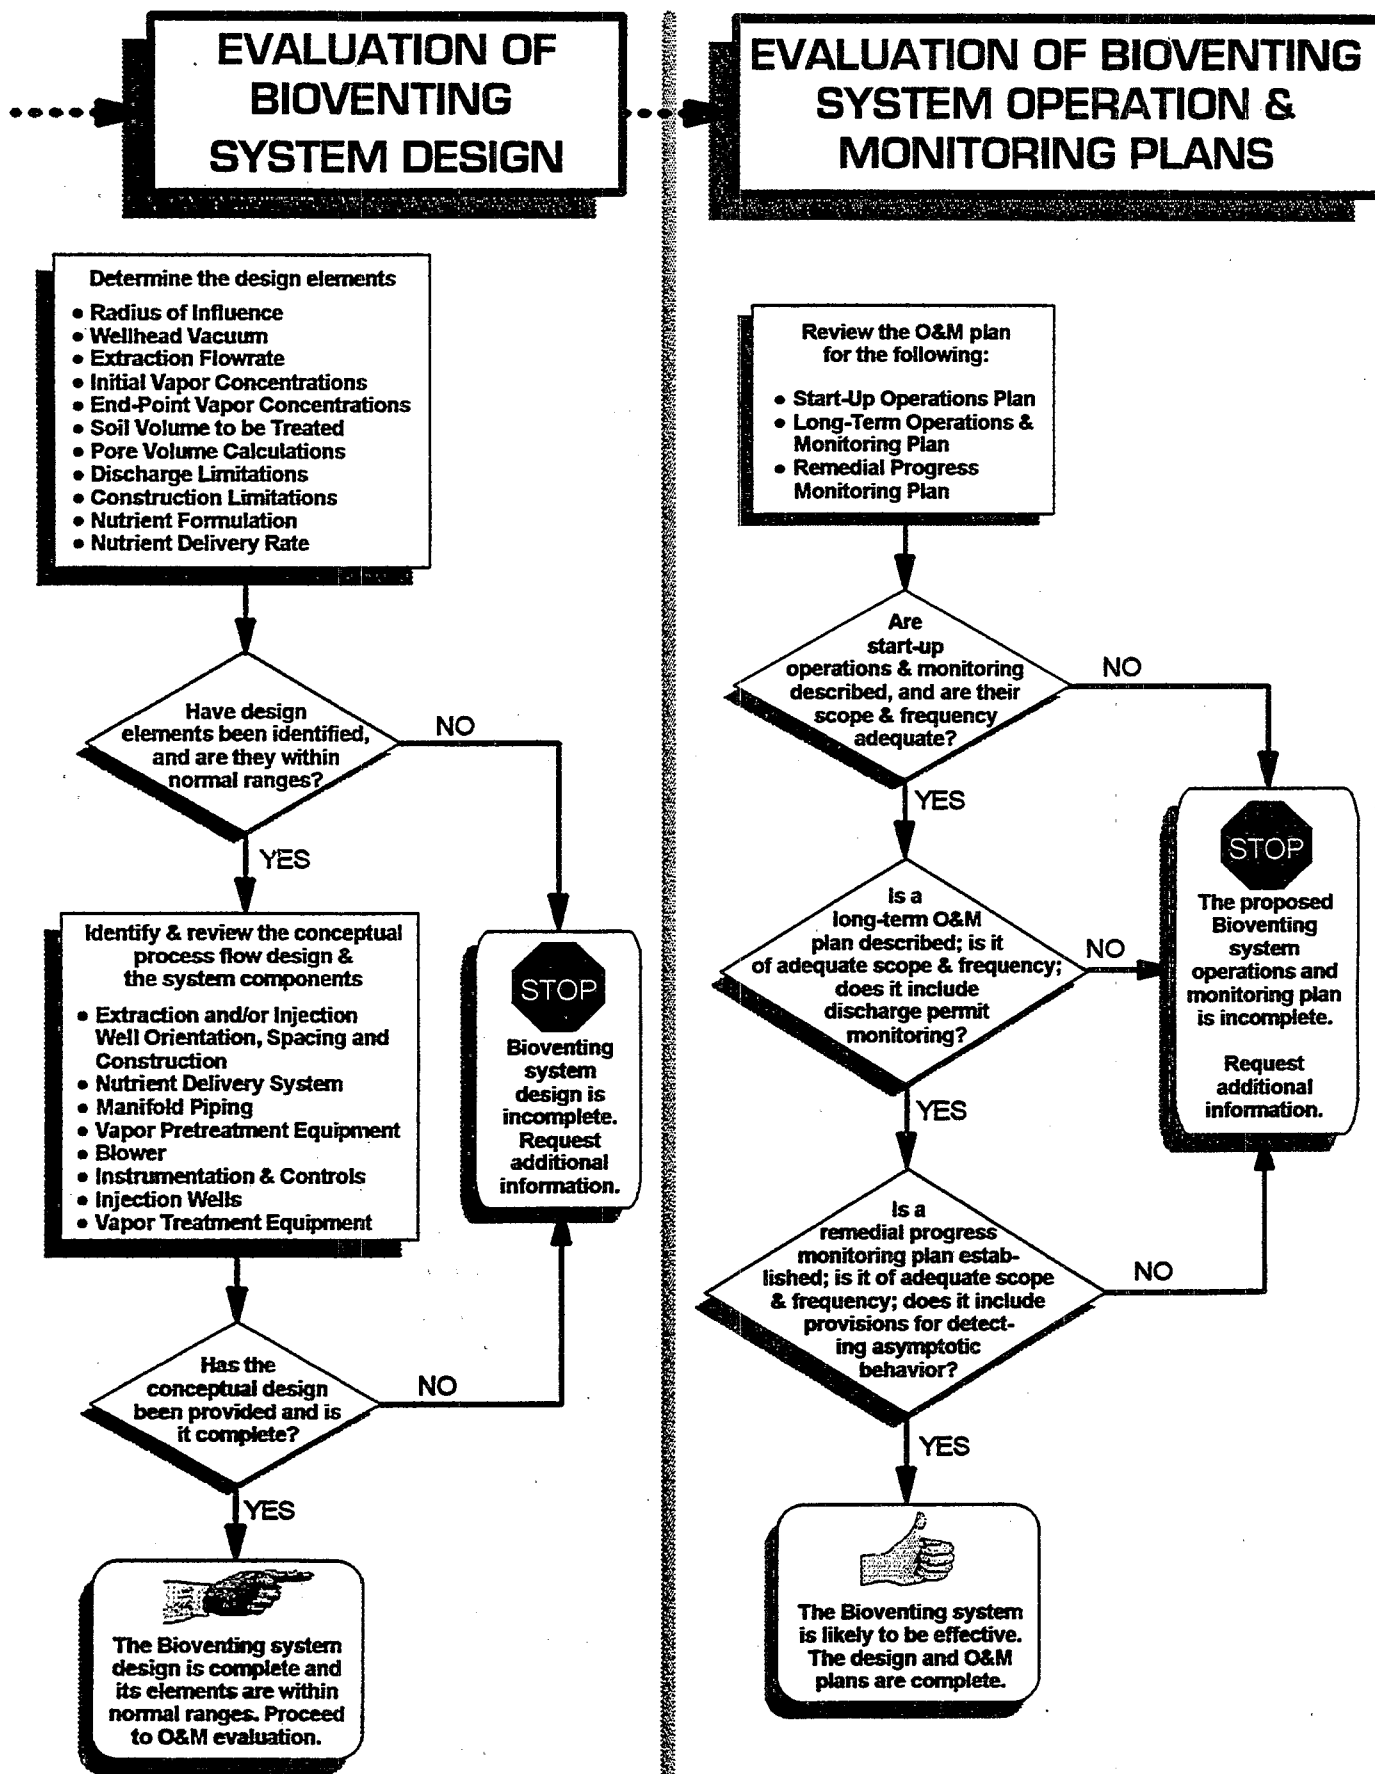 EVALUATION OF
BIOVENTING
SYSTEM DESIGN
Determine the design elements
• Radius of Influence
• Wellhead Vacuum
• Extraction Flowrate
• Initial Vapor Concentrations
• End-Point Vapor Concentrations
• Soil Volume to be Treated
• Pore Volume Calculations
• Discharge Limitations
• Construction Limitations
• Nutrient Formulation
• Nutrient Delivery Rate
Have design
elements been identified,
and are they within
normal ranges?
NO
YES
Identify & review the conceptual
process flow design &
the system components
• Extraction and/or Injection
Well Orientation, Spacing and
Construction
• Nutrient Delivery System
• Manifold Piping
• Vapor Pretreatment Equipment
• Blower
• Instrumentation & Controls
• Injection Wells
• Vapor Treatment Equipment
STOP
Bioventing
system
design is
incomplete.
Request
additional
information.
Has the
conceptual design
been provided and is
it complete?
NO
YES
The Bioventing system
design is complete and
its elements are within
normal ranges. Proceed
to O&M evaluation.
EVALUATION OF BIOVENTING
SYSTEM OPERATION &
MONITORING PLANS
Review the O&M plan
for the following:
• Start-Up Operations Plan
• Long-Term Operations &
Monitoring Plan
• Remedial Progress
Monitoring Plan
Are
start-up
operations & monitoring
described, and are their
scope & frequency
adequate?
NO
YES
Is a
long-term O&M
plan described; is it
of adequate scope & frequency;
does it include
discharge permit
monitoring?
NO
YES
STOP
The proposed
Bioventing
system
operations and
monitoring plan
is incomplete.
Request
additional
information.
Is a
remedial progress
monitoring plan estab-
lished; is it of adequate scope
& frequency; does it include
provisions for detect-
ing asymptotic
behavior?
NO
YES
The Bioventing system
is likely to be effective.
The design and O&M
plans are complete.